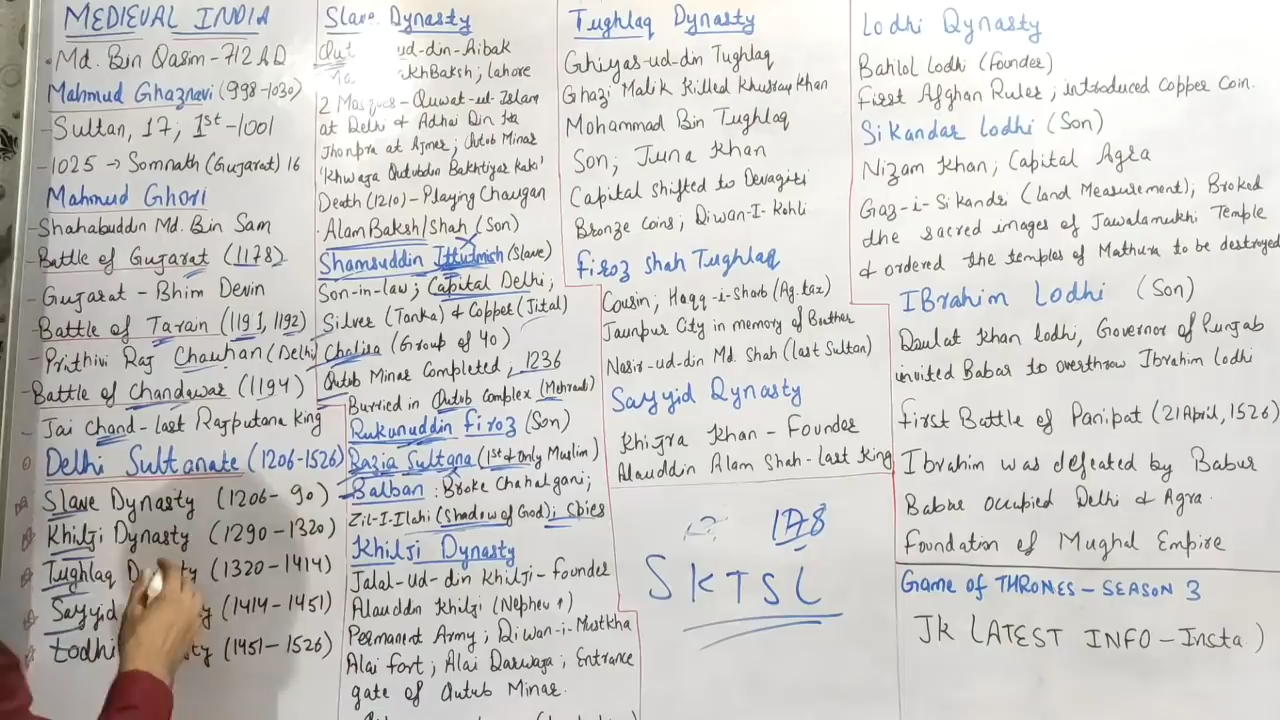 MEDIEVAL INDIA
Md. Bin Qasim - 712 AD
Mahmud Ghaznavi (998-1030)
- Sultan, 17; 1st - 1001
- 1025 → Somnath (Gujarat) 16
Mahmud Ghori
- Shahabuddin Md. Bin Sam
- Battle of Gujarat (1178)
- Gujarat - Bhim Devin
- Battle of Tarain (1191, 1192)
- Prithivi Raj Chauhan (Delhi)
- Battle of Chandawar (1194)
- Jai Chand - last Rajputana King
Delhi Sultanate (1206-1526)
Slave Dynasty (1206-90)
Khilji Dynasty (1290-1320)
Tughlaq (1320-1414)
Sayyid (1414-1451)
Lodhi (1451-1526)
Slave Dynasty
Qut ud-din-Aibak
khBaksh; lahore
2 Mosques - Quwat-ul-Islam
at Delhi & Adhai Din ka
Jhonpra at Ajmer; Qutub Minar
'Khwaja Qutubdin Bakhtiyar Kaki'
Death (1210) - Playing Chaugan
Alam Baksh/Shah (Son)
Shamsuddin Iltutmish (Slave)
Son-in-law; Capital Delhi;
Silver (Tanka) & Copper (Jital)
Chalisa (Group of 40)
Qutub Minar Completed, 1236
Burried in Qutub Complex (Mehrauli)
Rukanuddin Firoz (Son)
Razia Sultana (1st & only Muslim)
Balban: Broke Chahalgani;
Zil-I-Ilahi (Shadow of God); Spies
Khilji Dynasty
Jalal-ud-din Khilji - Founder
Alauddin Khilji (Nephew)
Permanent Army; Diwan-i-Mustkha
Alai fort; Alai Darwaza; Entrance
gate of Qutub Minar.
Tughlaq Dynasty
Ghiyas-ud-din Tughlaq
Ghazi Malik killed Khusrav Khan
Mohammad Bin Tughlaq
Son; Juna Khan
Capital shifted to Devagiri
Bronze Coins; Diwan-I-Kohli
Firoz Shah Tughlaq
Cousin; Haqq-i-Sharb (Ag. tax)
Jaunpur City in memory of Brother
Nasir-ud-din Md. Shah (last Sultan)
Sayyid Dynasty
Khizra Khan - Founder
Alauddin Alam Shah - last King
178
SKTSL
Lodhi Dynasty
Bahlol Lodhi (Founder)
First Afghan Ruler; introduced Copper Coin.
Sikandar Lodhi (Son)
Nizam Khan; Capital Agra
Gaz-i-Sikandri (Land Measurement); Broked
the sacred images of Jawalamukhi Temple
& ordered the temples of Mathura to be destroyed
IBrahim Lodhi (Son)
Daulat Khan lodhi, Governor of Punjab
invited Babar to overthrow Ibrahim lodhi
First Battle of Panipat (21 April, 1526)
Ibrahim was defeated by Babur
Babur Occupied Delhi & Agra.
Foundation of Mughal Empire
Game of THRONES - SEASON 3
JK LATEST INFO - Insta)